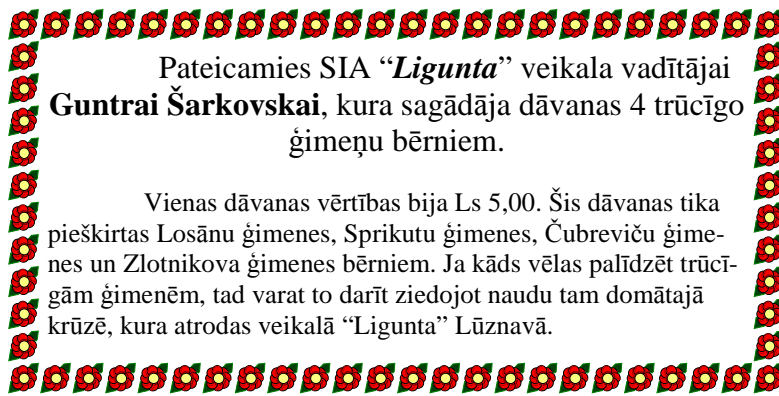 Pateicamies SIA “Ligunta” veikala vadītājai
Guntrai Šarkovskai, kura sagādāja dāvanas 4 trūcīgo
ģimeņu bērniem.
Vienas dāvanas vērtības bija Ls 5,00. Šis dāvanas tika
pieškirtas Losānu ģimenes, Sprikutu ģimenes, Čubreviču ģime-
nes un Zlotnikova ģimenes bērniem. Ja kāds vēlas palīdzēt trūcī-
gām ģimenēm, tad varat to darīt ziedojot naudu tam domātajā
krūzē, kura atrodas veikalā “Ligunta” Lūznavā.